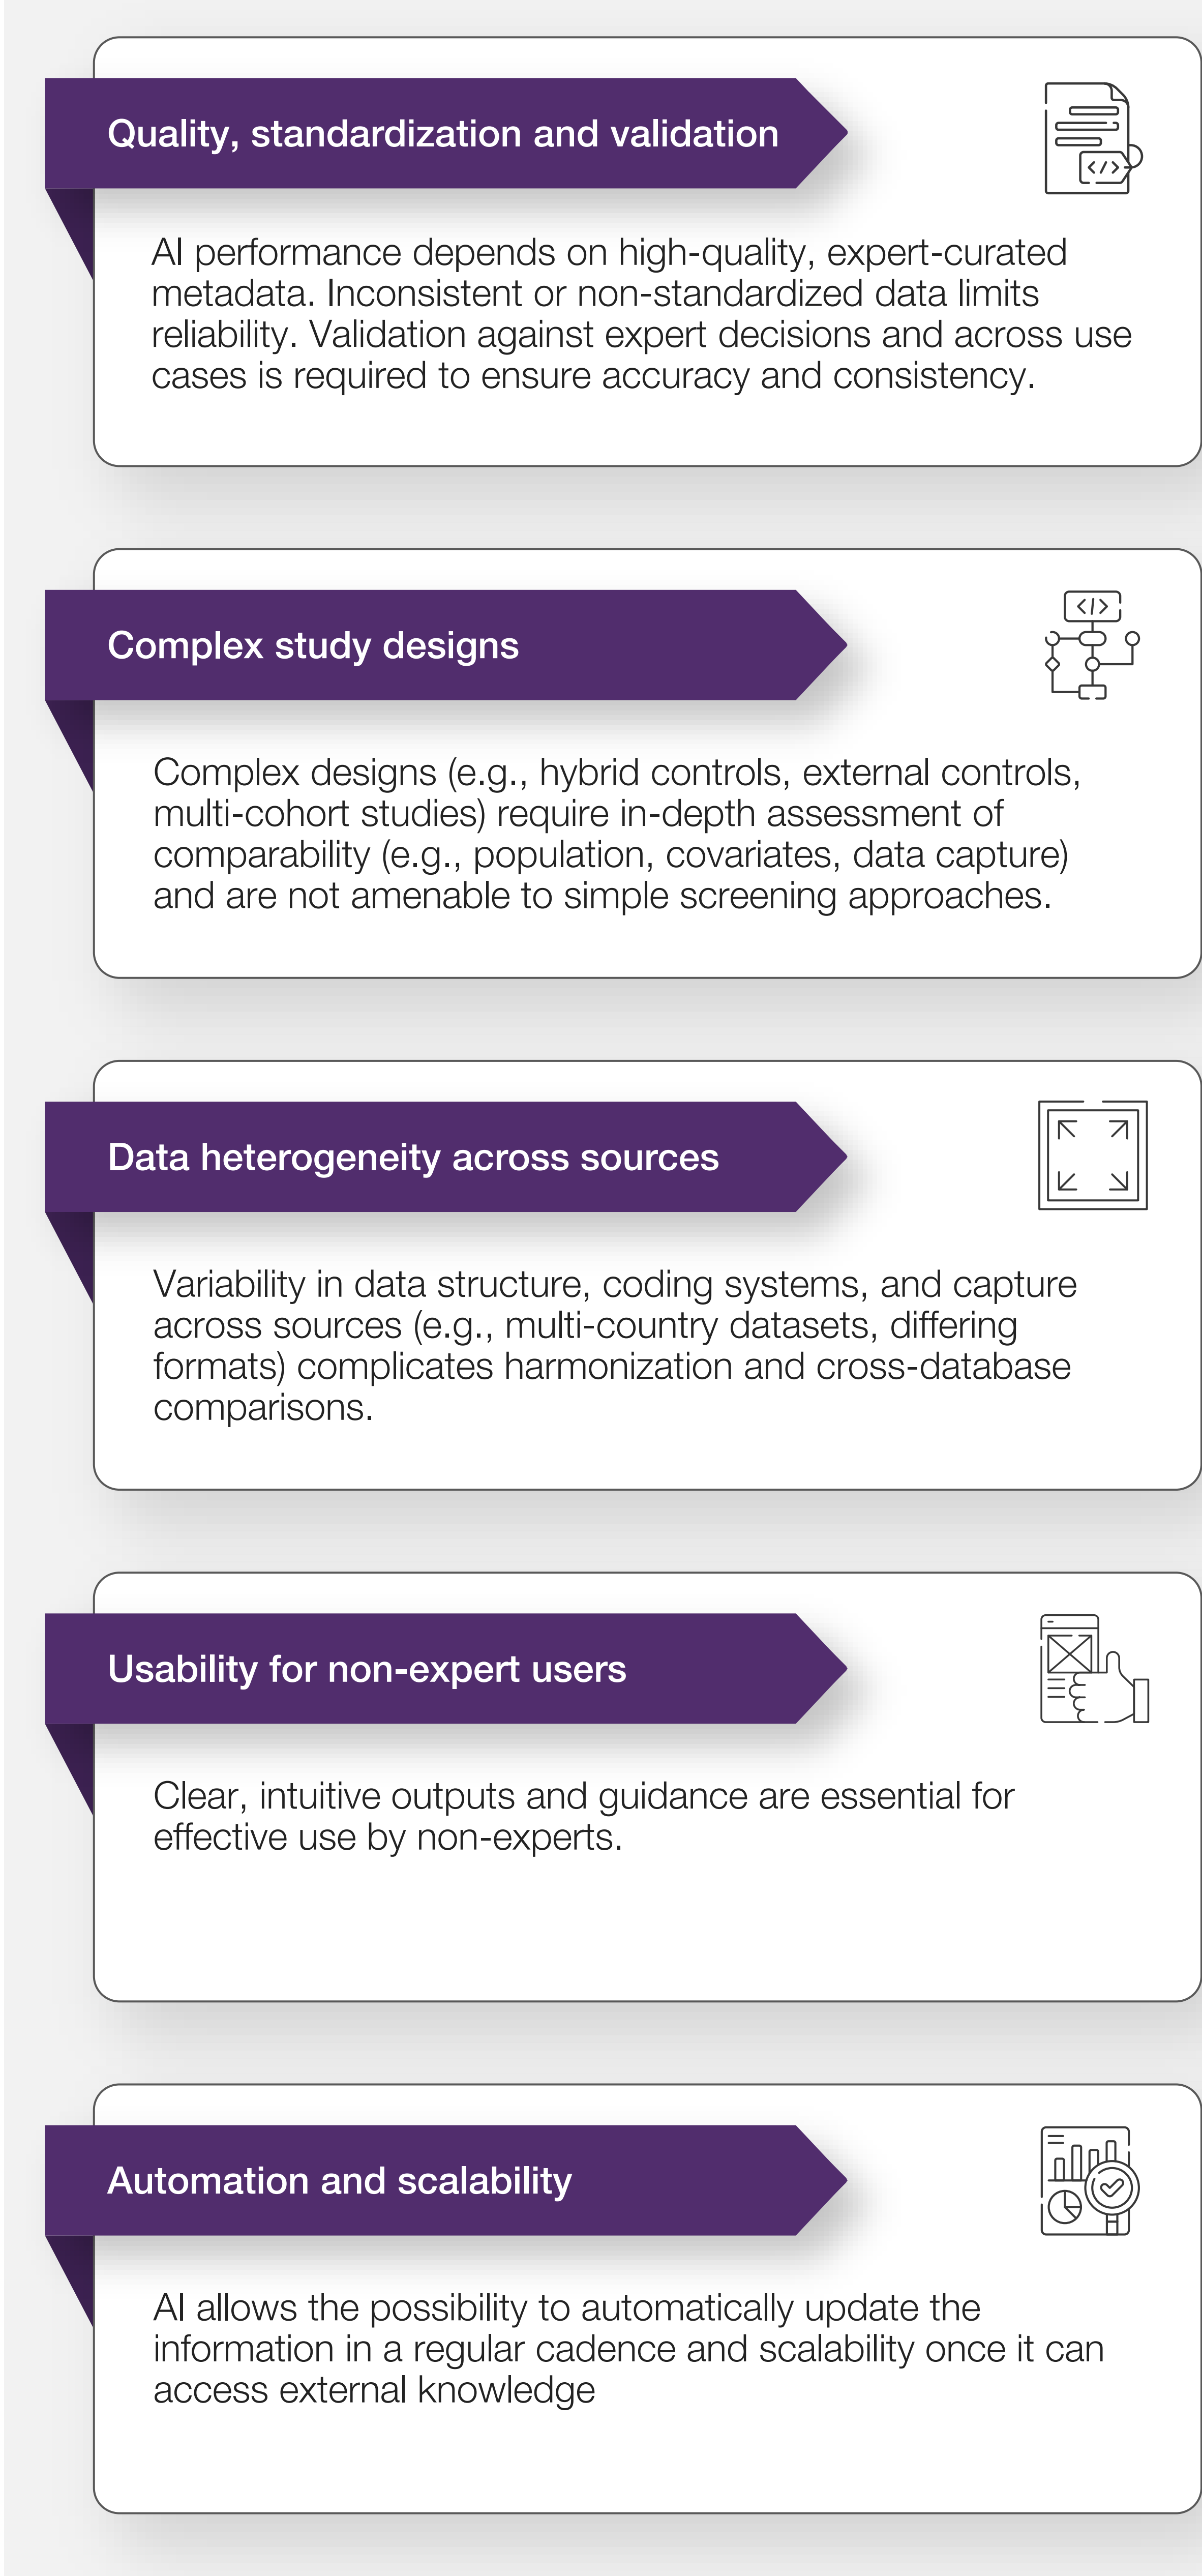 Quality, standardization and validation
</>
AI performance depends on high-quality, expert-curated
metadata. Inconsistent or non-standardized data limits
reliability. Validation against expert decisions and across use
cases is required to ensure accuracy and consistency.
Complex study designs
</>
Complex designs (e.g., hybrid controls, external controls,
multi-cohort studies) require in-depth assessment of
comparability (e.g., population, covariates, data capture)
and are not amenable to simple screening approaches.
Data heterogeneity across sources
Variability in data structure, coding systems, and capture
across sources (e.g., multi-country datasets, differing
formats) complicates harmonization and cross-database
comparisons.
Usability for non-expert users
Clear, intuitive outputs and guidance are essential for
effective use by non-experts.
Automation and scalability
AI allows the possibility to automatically update the
information in a regular cadence and scalability once it can
access external knowledge